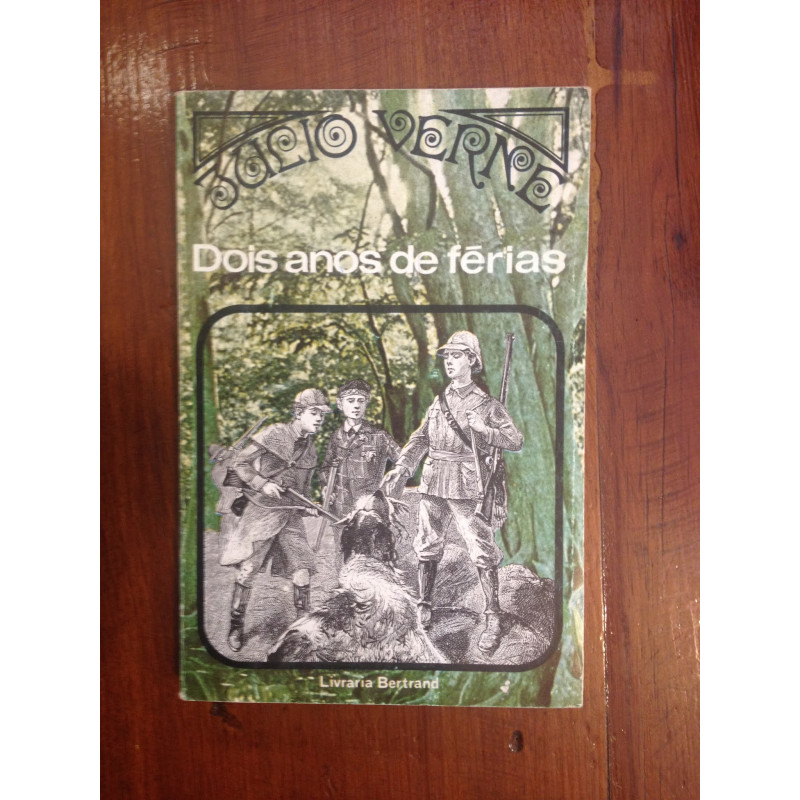 JÚLIO VERNE
Dois anos de férias
Livraria Bertrand